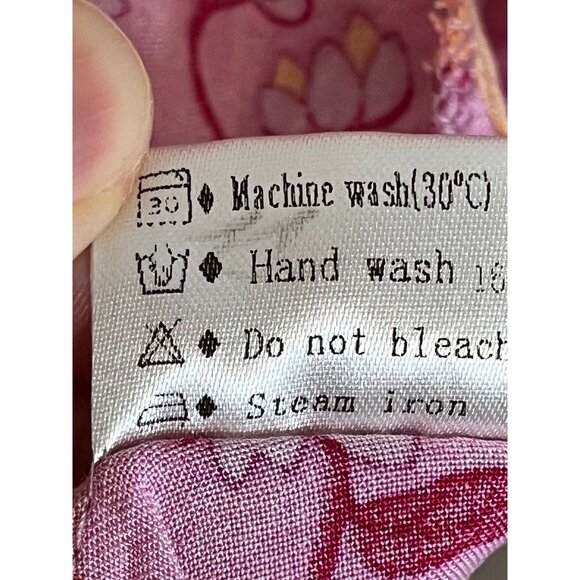 30 Machine wash(30℃)
Hand wash
Do not bleach
Steam iron